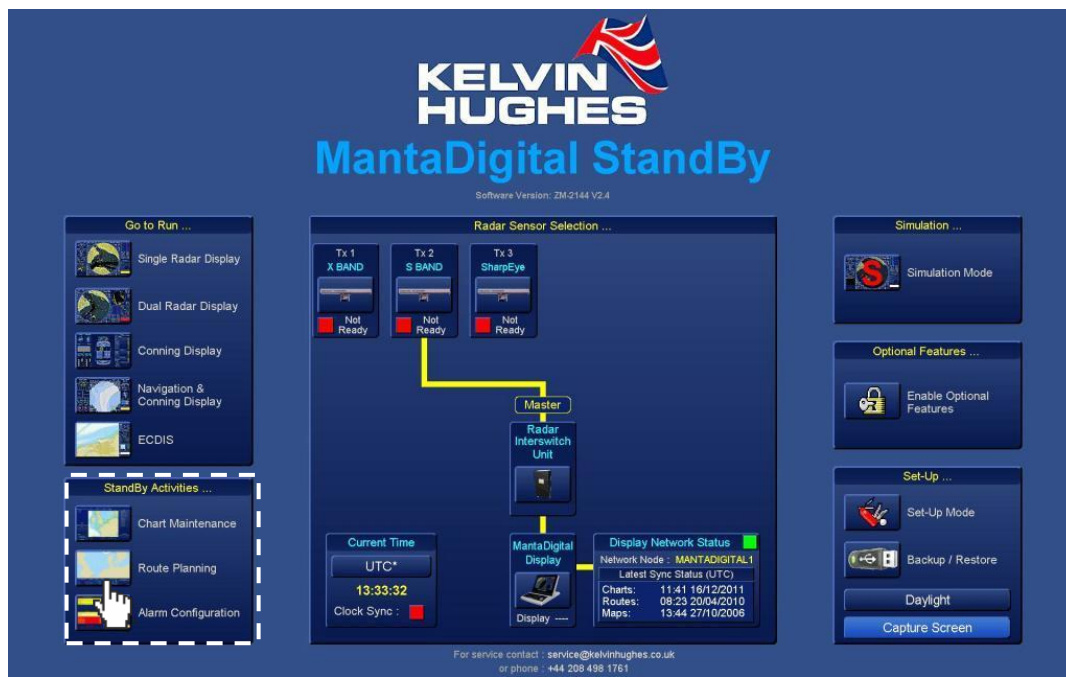 KELVIN
HUGHES
MantaDigital StandBy
Software Version: ZM-2144 V2.4
Go to Run ...
Single Radar Display
Dual Radar Display
Conning Display
Navigation &
Conning Display
ECDIS
StandBy Activities ...
Chart Maintenance
Route Planning
Alarm Configuration
Radar Sensor Selection ...
Tx 1
X BAND
Not
Ready
Tx 2
S BAND
Not
Ready
Tx 3
SharpEye
Not
Ready
Master
Radar
Interswitch
Unit
Current Time
UTC*
13:33:32
Clock Sync :
MantaDigital
Display
Display ----
Display Network Status
Network Node : MANTADIGITAL1
Latest Sync Status (UTC)
Charts: 11:41 16/12/2011
Routes: 08:23 20/04/2010
Maps: 13:44 27/10/2006
Simulation ...
S
Simulation Mode
Optional Features ...
Enable Optional
Features
Set-Up ...
Set-Up Mode
Backup / Restore
Daylight
Capture Screen
For service contact : service@kelvinhughes.co.uk
or phone : +44 208 498 1761